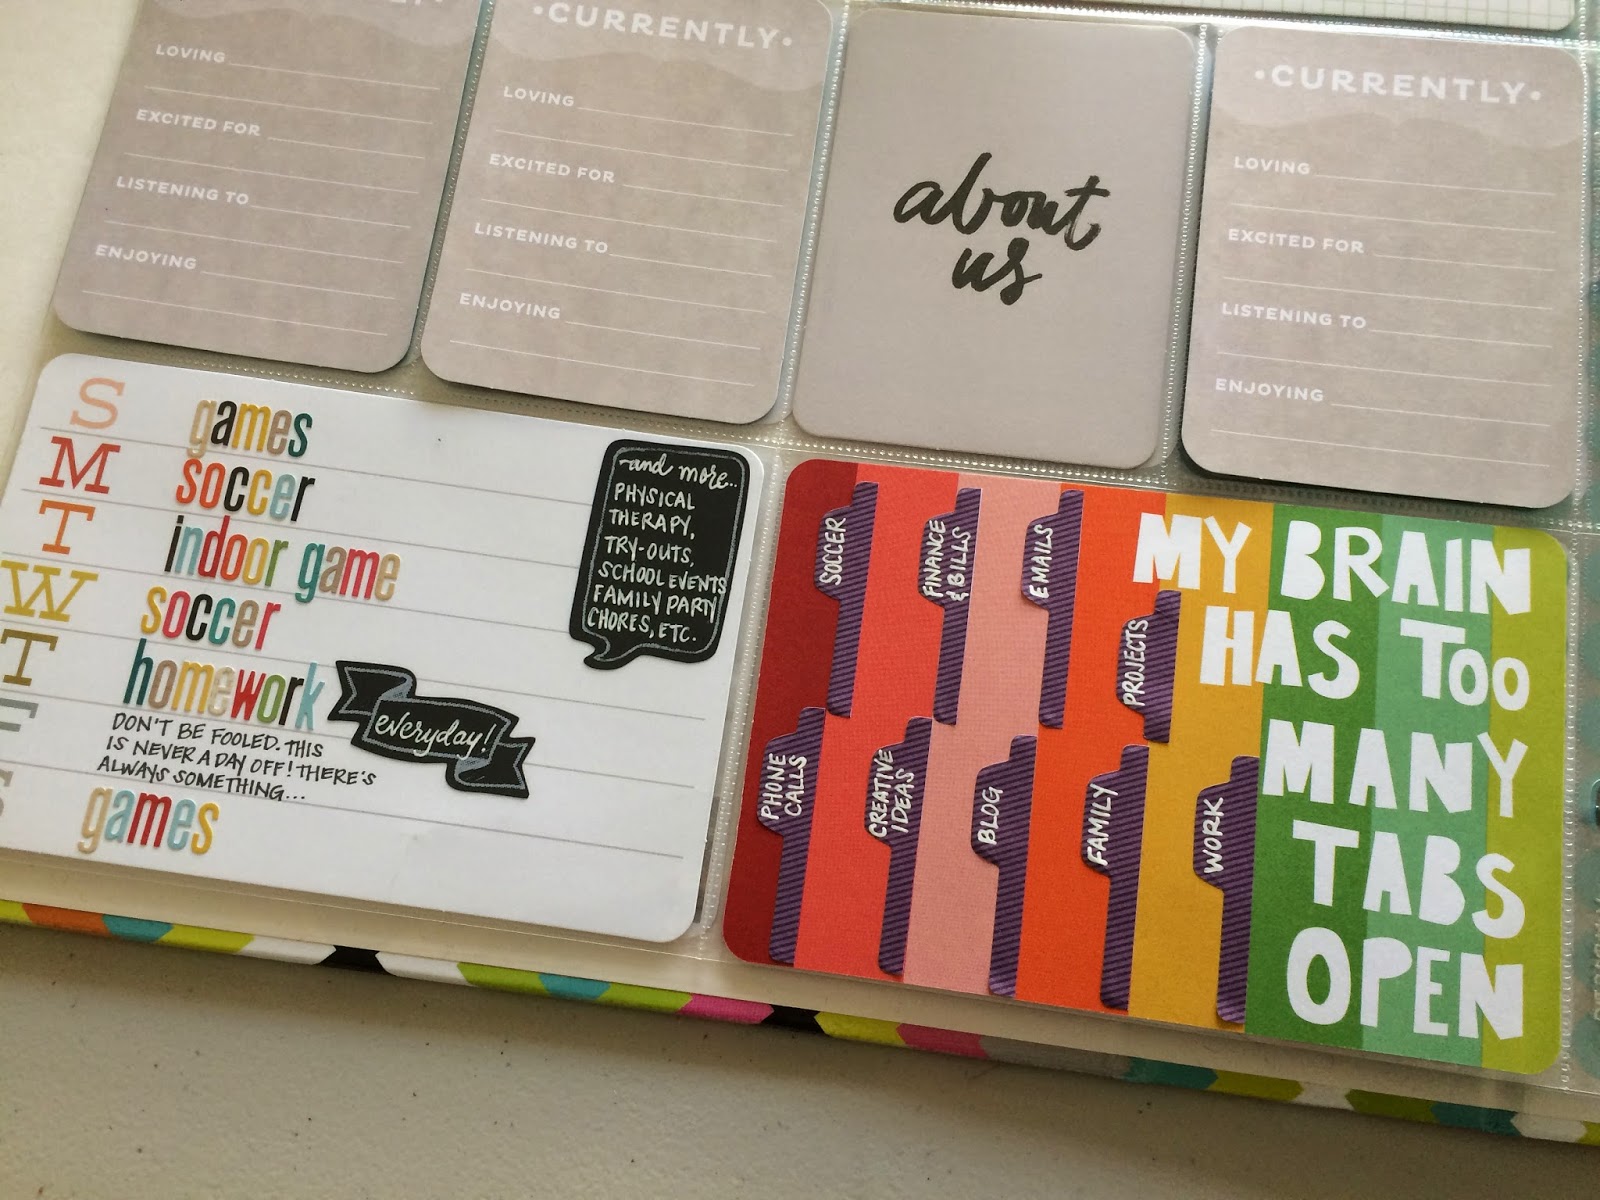 LOVING
EXCITED FOR
LISTENING TO
ENJOYING
•CURRENTLY•
LOVING
EXCITED FOR
LISTENING TO
ENJOYING
about
us
•CURRENTLY•
LOVING
EXCITED FOR
LISTENING TO
ENJOYING
S games
M soccer
T indoor game
W soccer
T homework
everyday!
DON'T BE FOOLED. THIS
IS NEVER A DAY OFF! THERE'S
ALWAYS SOMETHING...
games
and more...
PHYSICAL
THERAPY,
TRY-OUTS,
SCHOOL EVENTS
FAMILY PARTY
CHORES, ETC.
SOCCER
FINANCE
& BILLS
EMAILS
PROJECTS
PHONE
CALLS
CREATIVE
IDEAS
BLOG
FAMILY
WORK
MY BRAIN
HAS TOO
MANY
TABS
OPEN